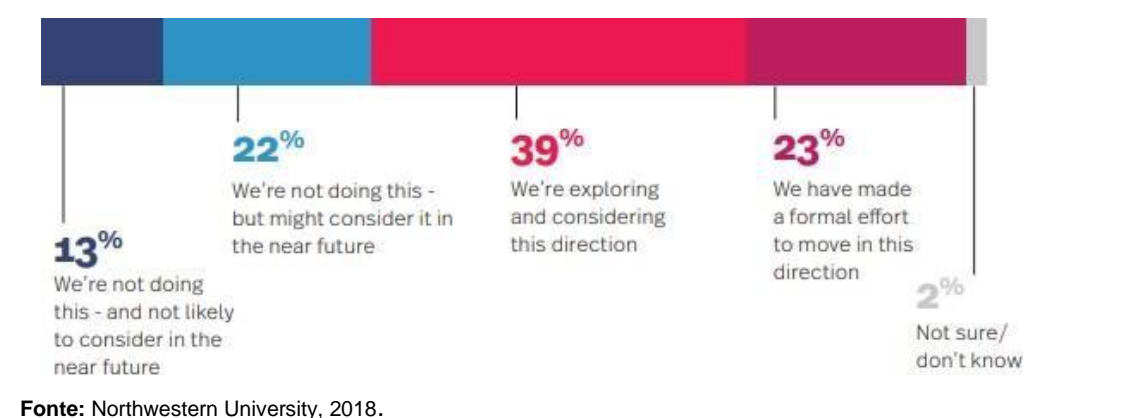 13%
We're not doing
this - and not likely
to consider in the
near future
22%
We're not doing this -
but might consider it in
the near future
39%
We're exploring
and considering
this direction
23%
We have made
a formal effort
to move in this
direction
2%
Not sure/
don't know
Fonte: Northwestern University, 2018.